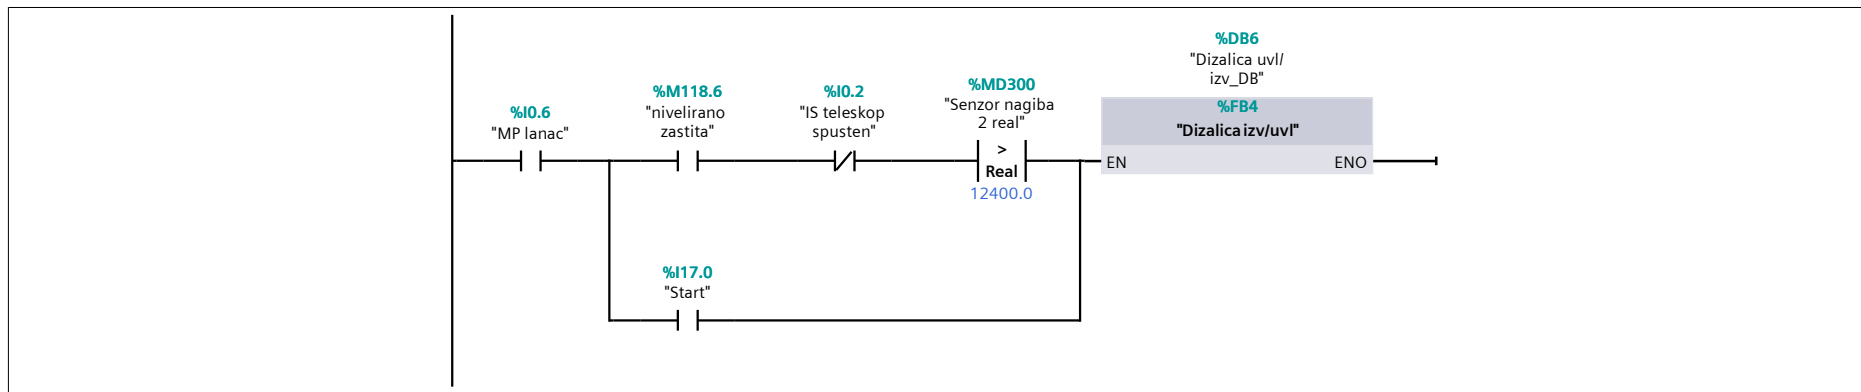 %DB6
"Dizalica uvl/
izv_DB"
%M118.6
"nivelirano
zastita"
%I0.2
"IS teleskop
spusten"
%MD300
"Senzor nagiba
2 real"
%FB4
"Dizalica izv/uvl"
%I0.6
"MP lanac"
>
Real
12400.0
EN
ENO
%I17.0
"Start"